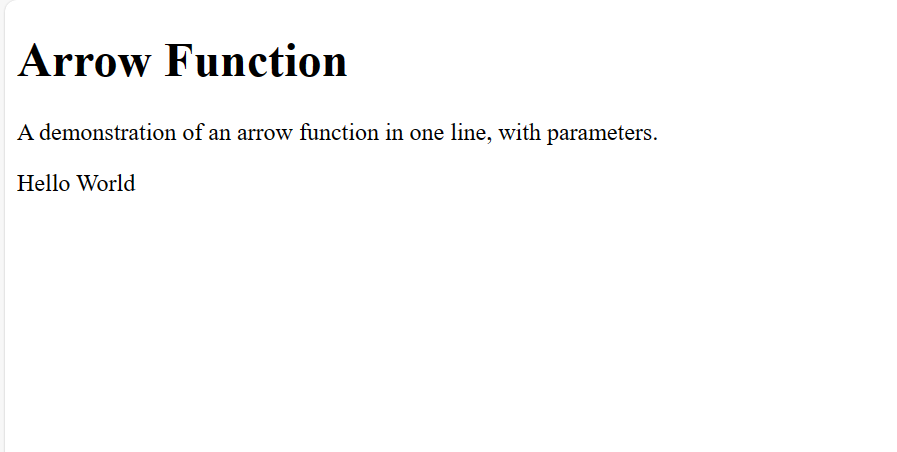 Arrow Function
A demonstration of an arrow function in one line, with parameters.
Hello World